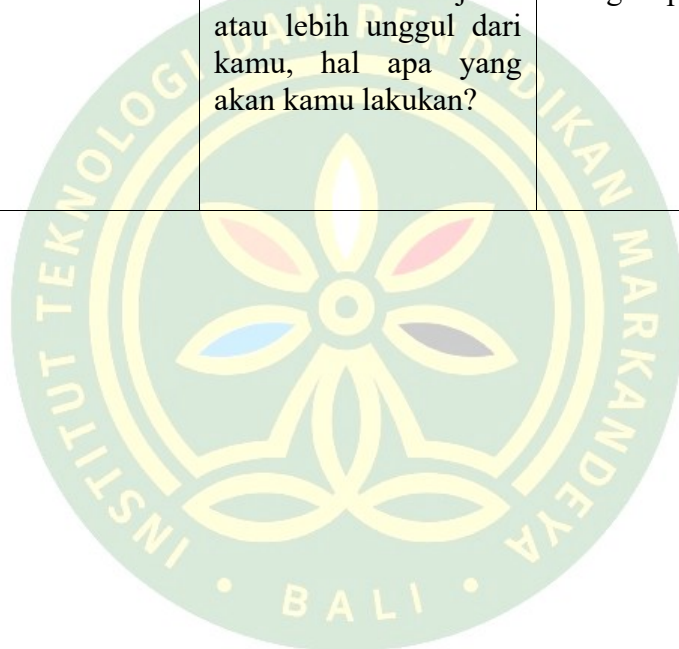 atau lebih unggul dari
kamu, hal apa yang
akan kamu lakukan?
INSTITUT TEKNOLOGI DAN PENDIDIKAN MARKANDEYA
• BALI •